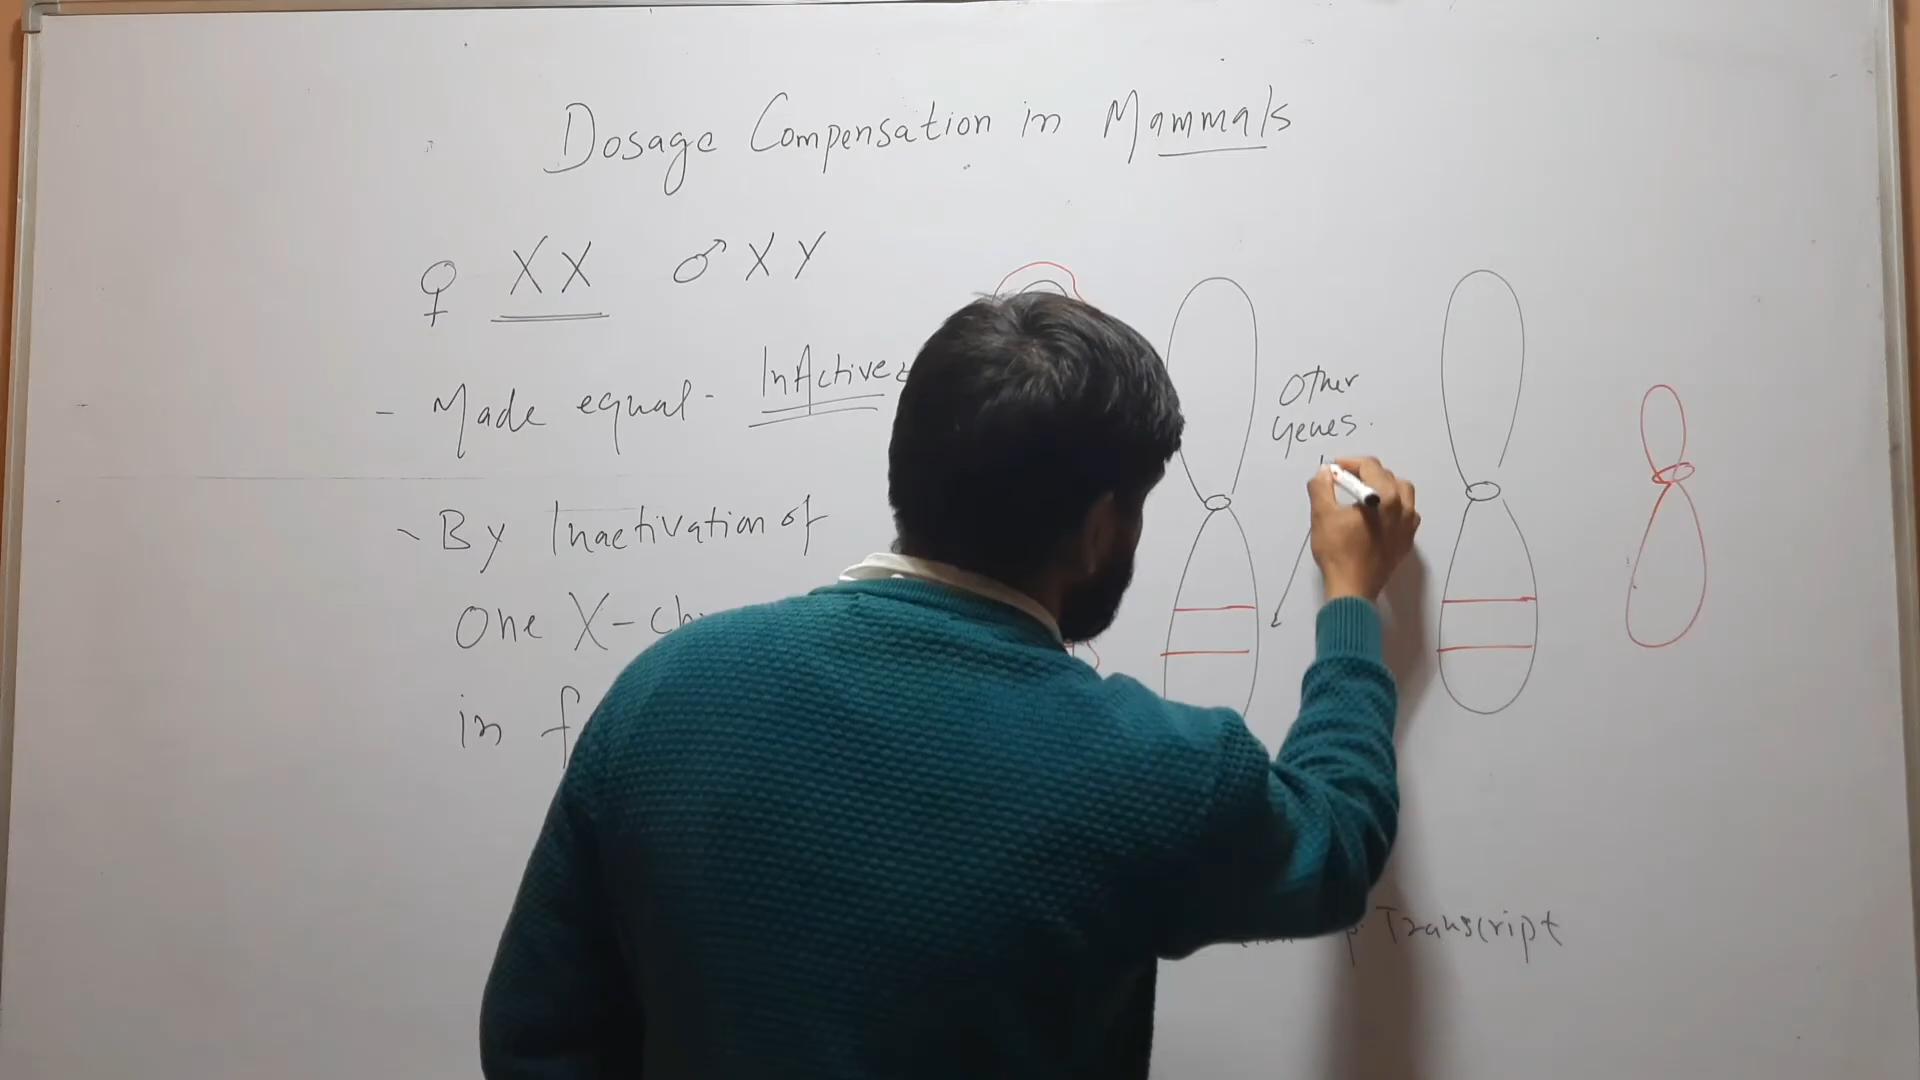 Dosage Compensation in Mammals
♀ XX ♂ XY
- Made equal - InActive
Other
genes.
- By Inactivation of
One X-ch
in f
Transcript